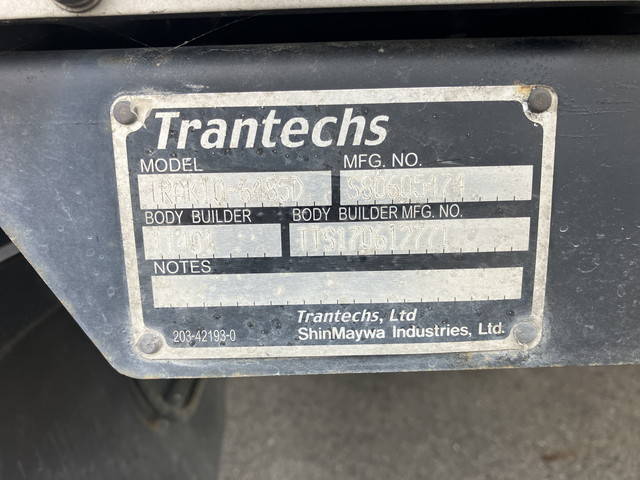 Trantechs
MODEL MFG. NO.
S80605474
BODY BUILDER BODY BUILDER MFG. NO.
NOTES
Trantechs, Ltd
203-42193-0 ShinMaywa Industries, Ltd.